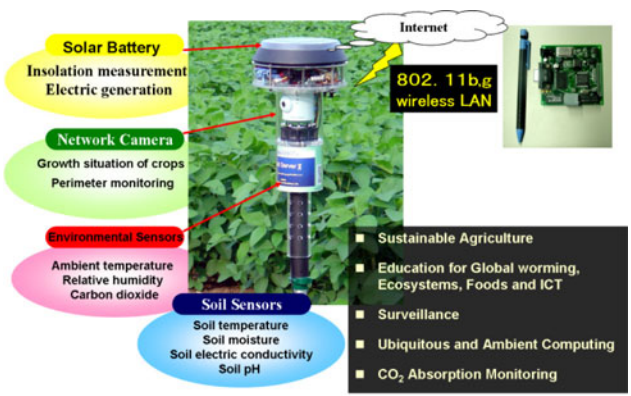 Solar Battery
Insolation measurement
Electric generation
Network Camera
Growth situation of crops
Perimeter monitoring
Environmental Sensors
Ambient temperature
Relative humidity
Carbon dioxide
Soil Sensors
Soil temperature
Soil moisture
Soil electric conductivity
Soil pH
Internet
802. 11b,g
wireless LAN
■ Sustainable Agriculture
■ Education for Global worming,
Ecosystems, Foods and ICT
■ Surveillance
■ Ubiquitous and Ambient Computing
■ CO₂ Absorption Monitoring